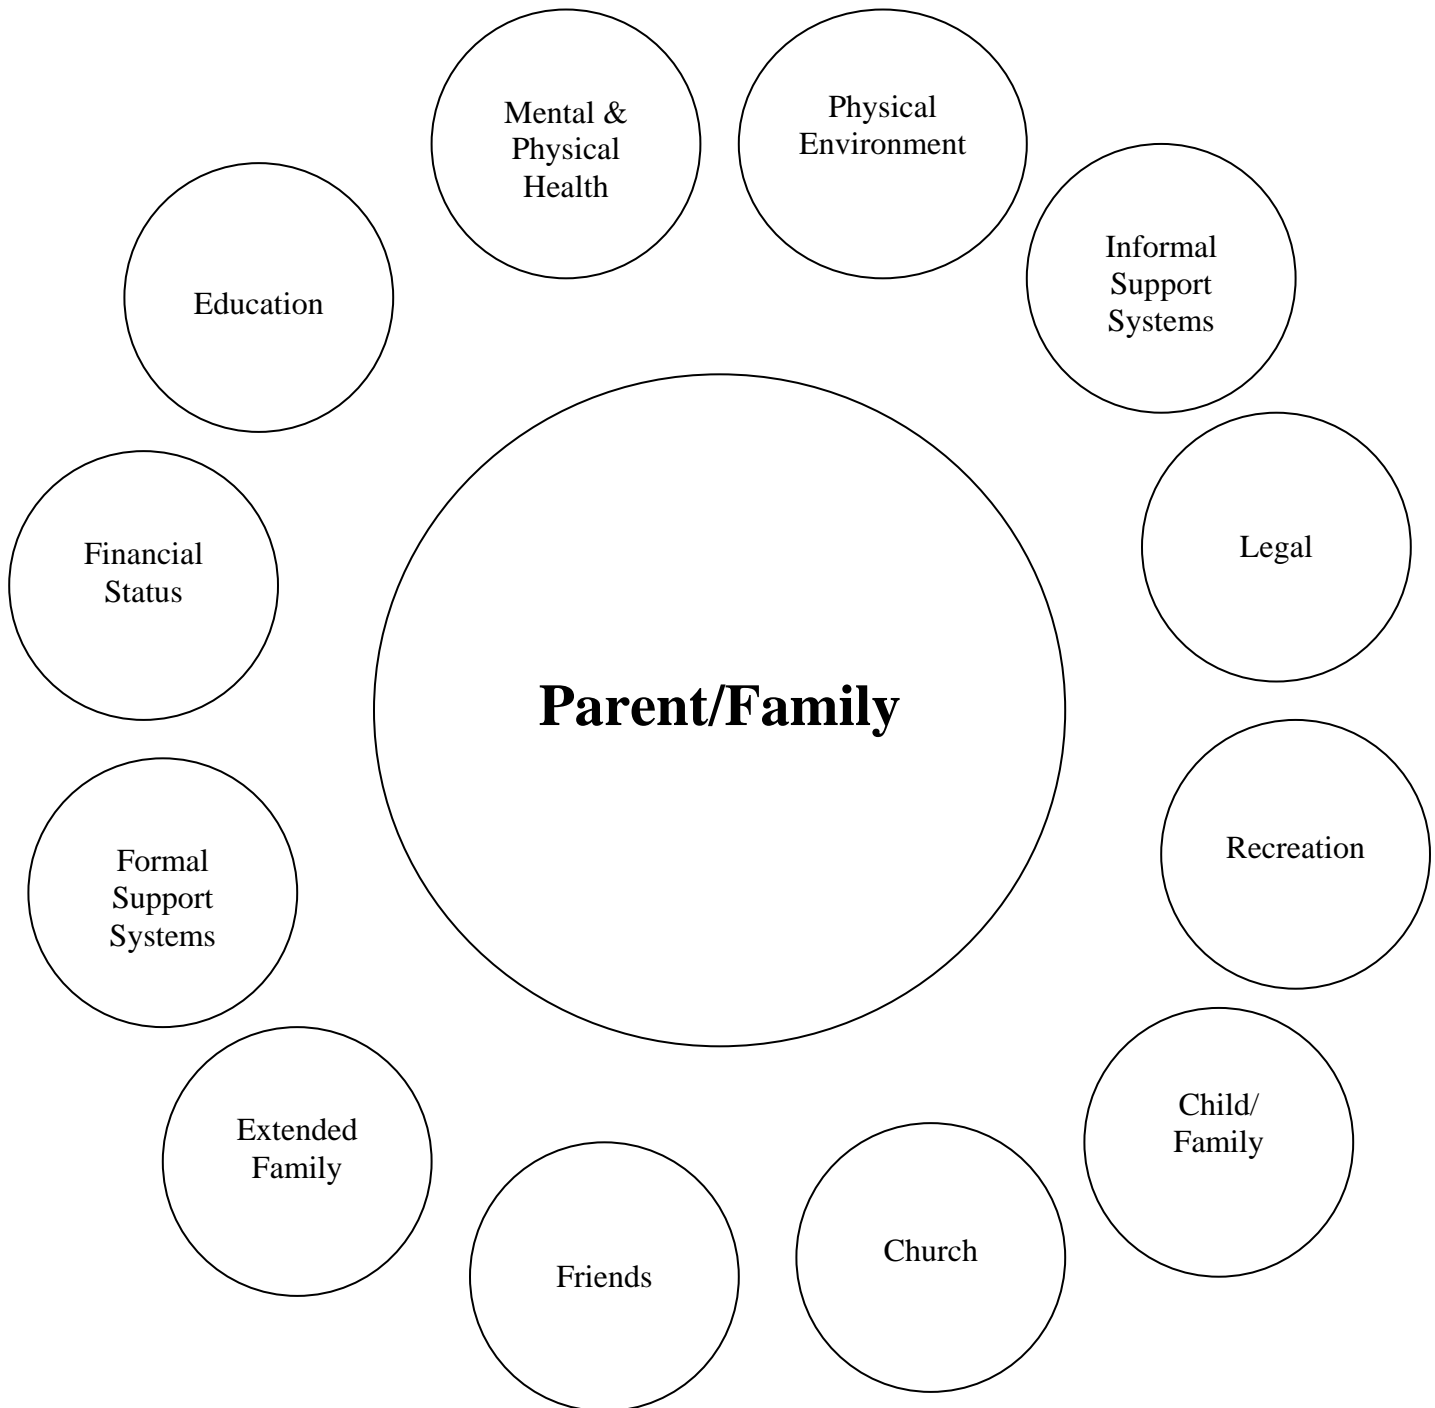 Mental &
Physical
Health
Physical
Environment
Informal
Support
Systems
Education
Legal
Financial
Status
Parent/Family
Recreation
Formal
Support
Systems
Child/
Family
Extended
Family
Church
Friends